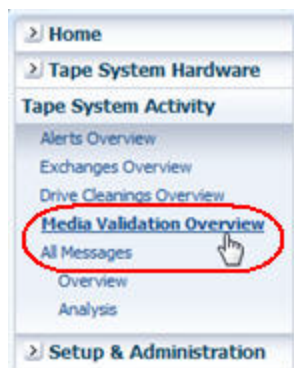 Home
Tape System Hardware
Tape System Activity
Alerts Overview
Exchanges Overview
Drive Cleanings Overview
Media Validation Overview
All Messages
Overview
Analysis
Setup & Administration